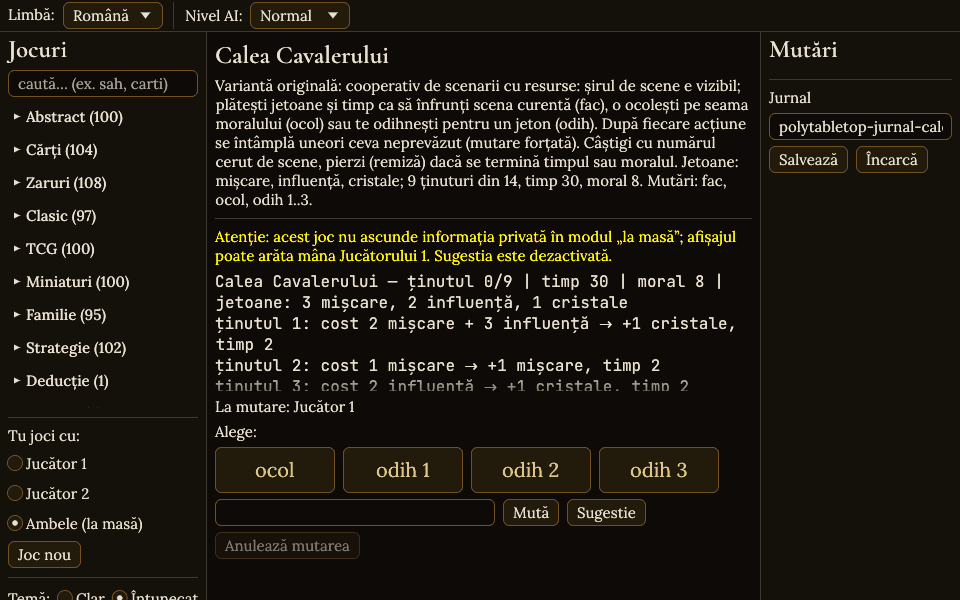 Limbă: Română ▼ Nivel AI: Normal ▼
Jocuri
caută... (ex. sah, carti)
▸ Abstract (100)
▸ Cărți (104)
▸ Zaruri (108)
▸ Clasic (97)
▸ TCG (100)
▸ Miniaturi (100)
▸ Familie (95)
▸ Strategie (102)
▸ Deducție (1)
Tu joci cu:
Jucător 1
Jucător 2
Ambele (la masă)
Joc nou
Temă: Clar Întunecat
Calea Cavalerului
Variantă originală: cooperativ de scenarii cu resurse: șirul de scene e vizibil;
plătești jetoane și timp ca să înfrunți scena curentă (fac), o ocolești pe seama
moralului (ocol) sau te odihnești pentru un jeton (odih). După fiecare acțiune
se întâmplă uneori ceva neprevăzut (mutare forțată). Câștigi cu numărul
cerut de scene, pierzi (remiză) dacă se termină timpul sau moralul. Jetoane:
mișcare, influență, cristale; 9 ținuturi din 14, timp 30, moral 8. Mutări: fac,
ocol, odih 1..3.
Atenție: acest joc nu ascunde informația privată în modul „la masă”; afișajul
poate arăta mâna Jucătorului 1. Sugestia este dezactivată.
Calea Cavalerului — ținutul 0/9 | timp 30 | moral 8 |
jetoane: 3 mișcare, 2 influență, 1 cristale
ținutul 1: cost 2 mișcare + 3 influență → +1 cristale,
timp 2
ținutul 2: cost 1 mișcare → +1 mișcare, timp 2
ținutul 3: cost 2 influență → +1 cristale, timp 2
La mutare: Jucător 1
Alege:
ocol odih 1 odih 2 odih 3
Mută Sugestie
Anulează mutarea
Mutări
Jurnal
polytabletop-jurnal-cal
Salvează Încarcă